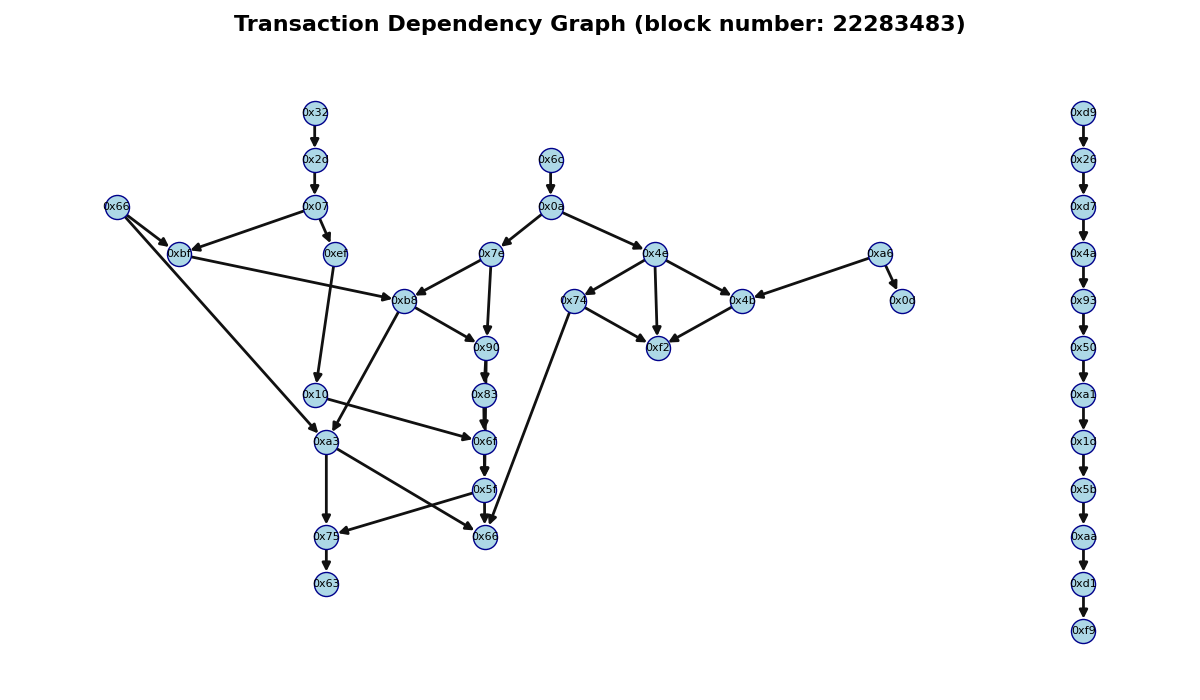 Transaction Dependency Graph (block number: 22283483)
0x32
0xd9
0x2d
0x6c
0x26
0x66
0x07
0x0a
0xd7
0xbf
0xef
0x7e
0x4e
0xa6
0x4a
0xb8
0x74
0x4b
0x0d
0x93
0x90
0xf2
0x50
0x10
0x83
0xa1
0xa3
0x6f
0x1d
0x5f
0x5b
0x75
0x66
0xaa
0x63
0xd1
0xf9